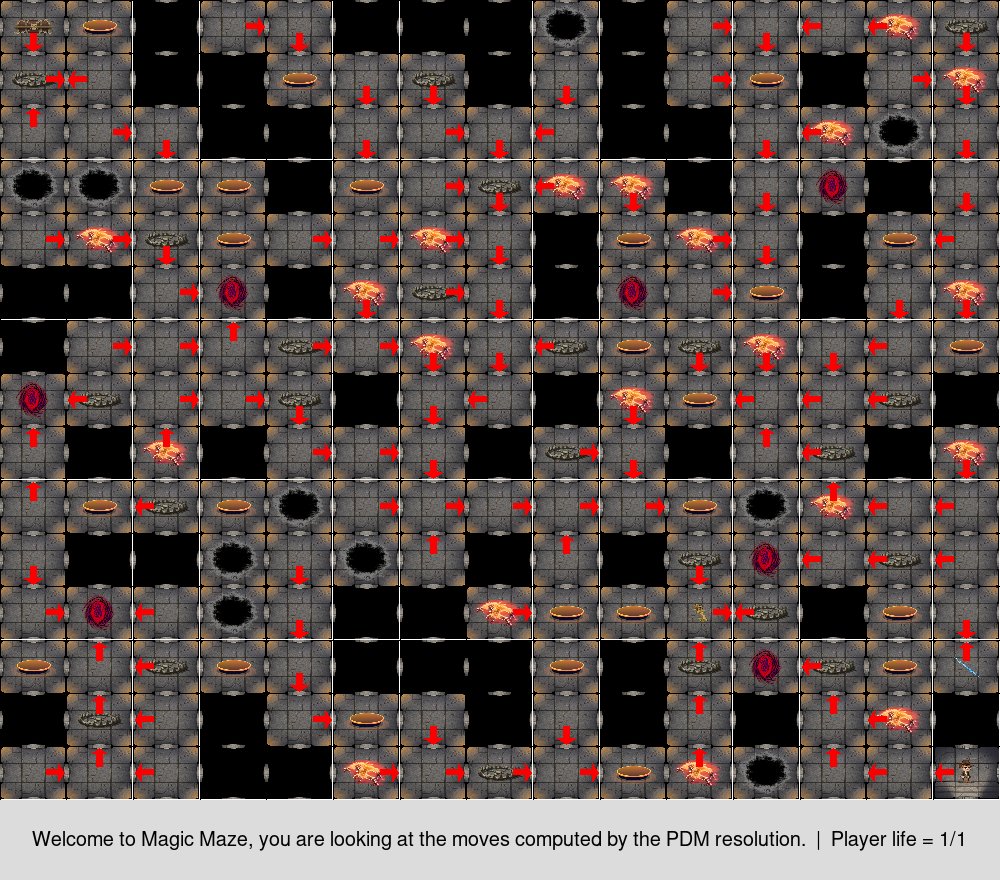 Welcome to Magic Maze, you are looking at the moves computed by the PDM resolution.  |  Player life = 1/1